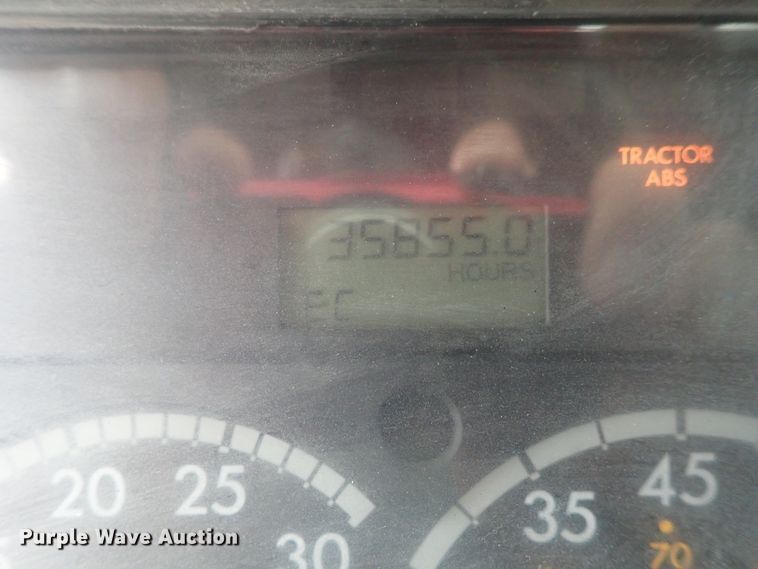 TRACTOR
ABS
35855.0
HOURS
20
25
30
35
45
70
Purple Wave Auction